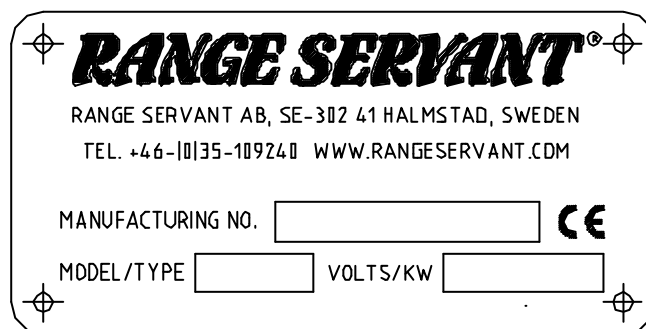 RANGE SERVANT®
RANGE SERVANT AB, SE-302 41 HALMSTAD, SWEDEN
TEL. +46-(0)35-109240 WWW.RANGESERVANT.COM
MANUFACTURING NO. CE
MODEL/TYPE VOLTS/KW